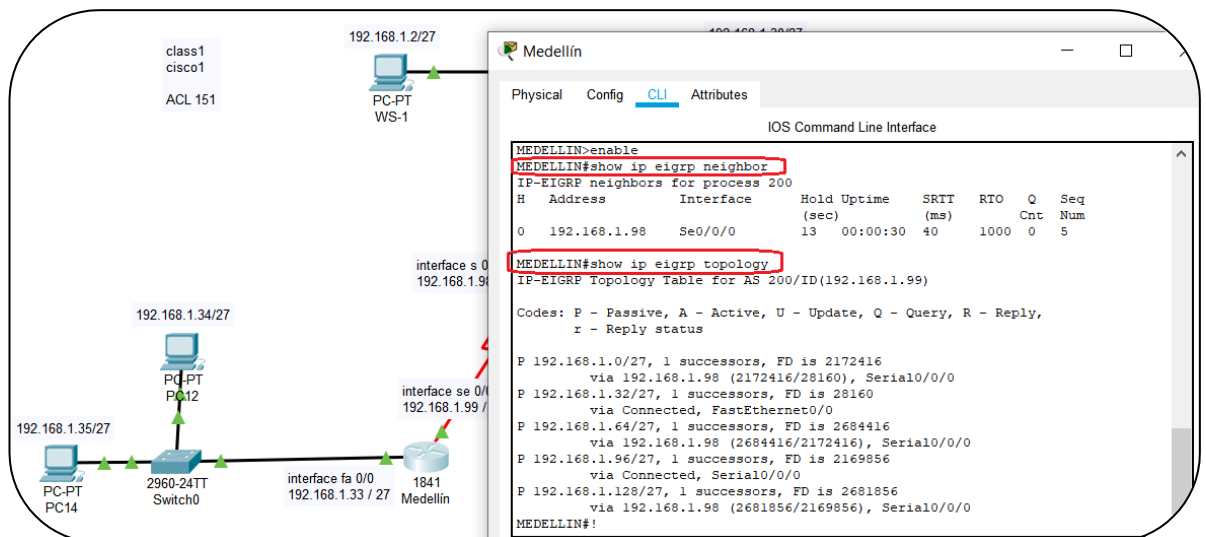 class1
cisco1
ACL 151
192.168.1.2/27
PC-PT
WS-1
interface s 0
192.168.1.98
192.168.1.34/27
PC-PT
PC12
interface se 0/0
192.168.1.99 /
192.168.1.35/27
PC-PT
PC14
2960-24TT
Switch0
interface fa 0/0
192.168.1.33 / 27
1841
Medellín
Medellín
Physical Config CLI Attributes
IOS Command Line Interface
MEDELLIN>enable
MEDELLIN#show ip eigrp neighbor
IP-EIGRP neighbors for process 200
H Address Interface Hold Uptime SRTT RTO Q Seq
(sec) (ms) Cnt Num
0 192.168.1.98 Se0/0/0 13 00:00:30 40 1000 0 5
MEDELLIN#show ip eigrp topology
IP-EIGRP Topology Table for AS 200/ID(192.168.1.99)
Codes: P - Passive, A - Active, U - Update, Q - Query, R - Reply,
r - Reply status
P 192.168.1.0/27, 1 successors, FD is 2172416
via 192.168.1.98 (2172416/28160), Serial0/0/0
P 192.168.1.32/27, 1 successors, FD is 28160
via Connected, FastEthernet0/0
P 192.168.1.64/27, 1 successors, FD is 2684416
via 192.168.1.98 (2684416/2172416), Serial0/0/0
P 192.168.1.96/27, 1 successors, FD is 2169856
via Connected, Serial0/0/0
P 192.168.1.128/27, 1 successors, FD is 2681856
via 192.168.1.98 (2681856/2169856), Serial0/0/0
MEDELLIN#!